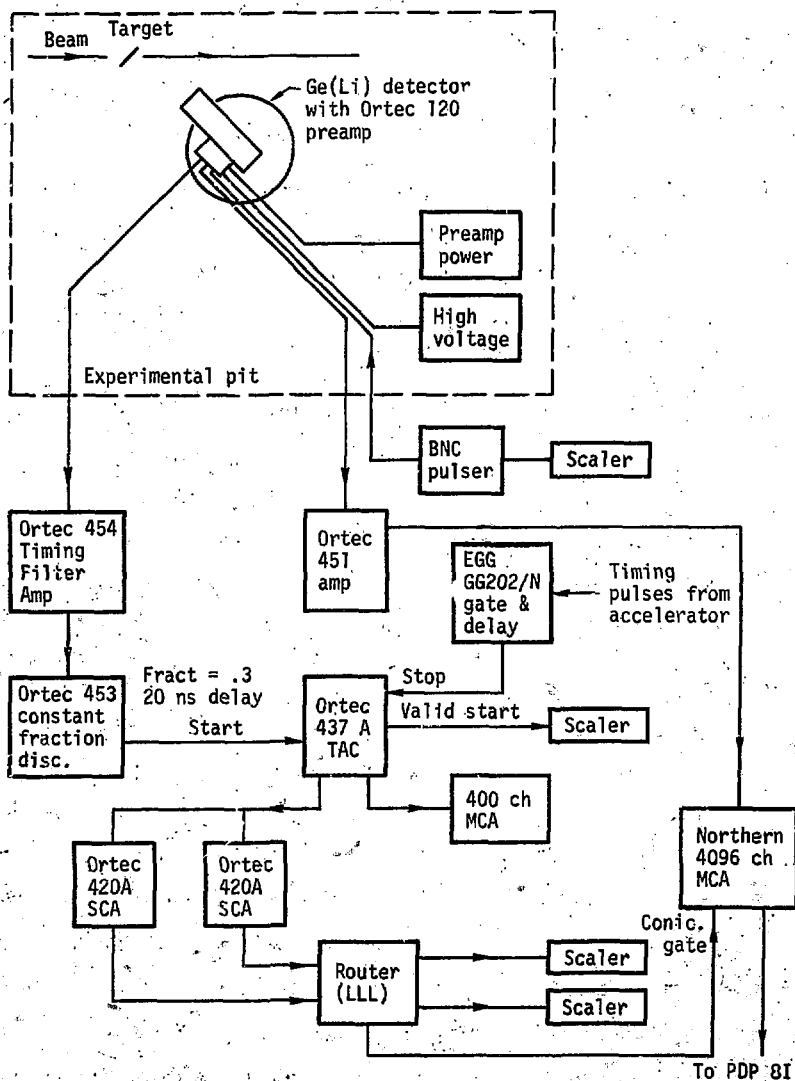 Beam
Target
Ge(Li) detector
with Ortec 120
preamp
Preamp
power
High
voltage
Experimental pit
BNC
pulser
Scaler
Ortec 454
Timing
Filter
Amp
Ortec
451
amp
EGG
GG202/N
gate &
delay
Timing
pulses from
accelerator
Stop
Ortec 453
constant
fraction
disc.
Fract = .3
20 ns delay
Start
Ortec
437 A
TAC
Valid start
Scaler
400 ch
MCA
Northern
4096 ch
MCA
Ortec
420A
SCA
Ortec
420A
SCA
Conic.
gate
Router
(LLL)
Scaler
Scaler
To PDP 8I